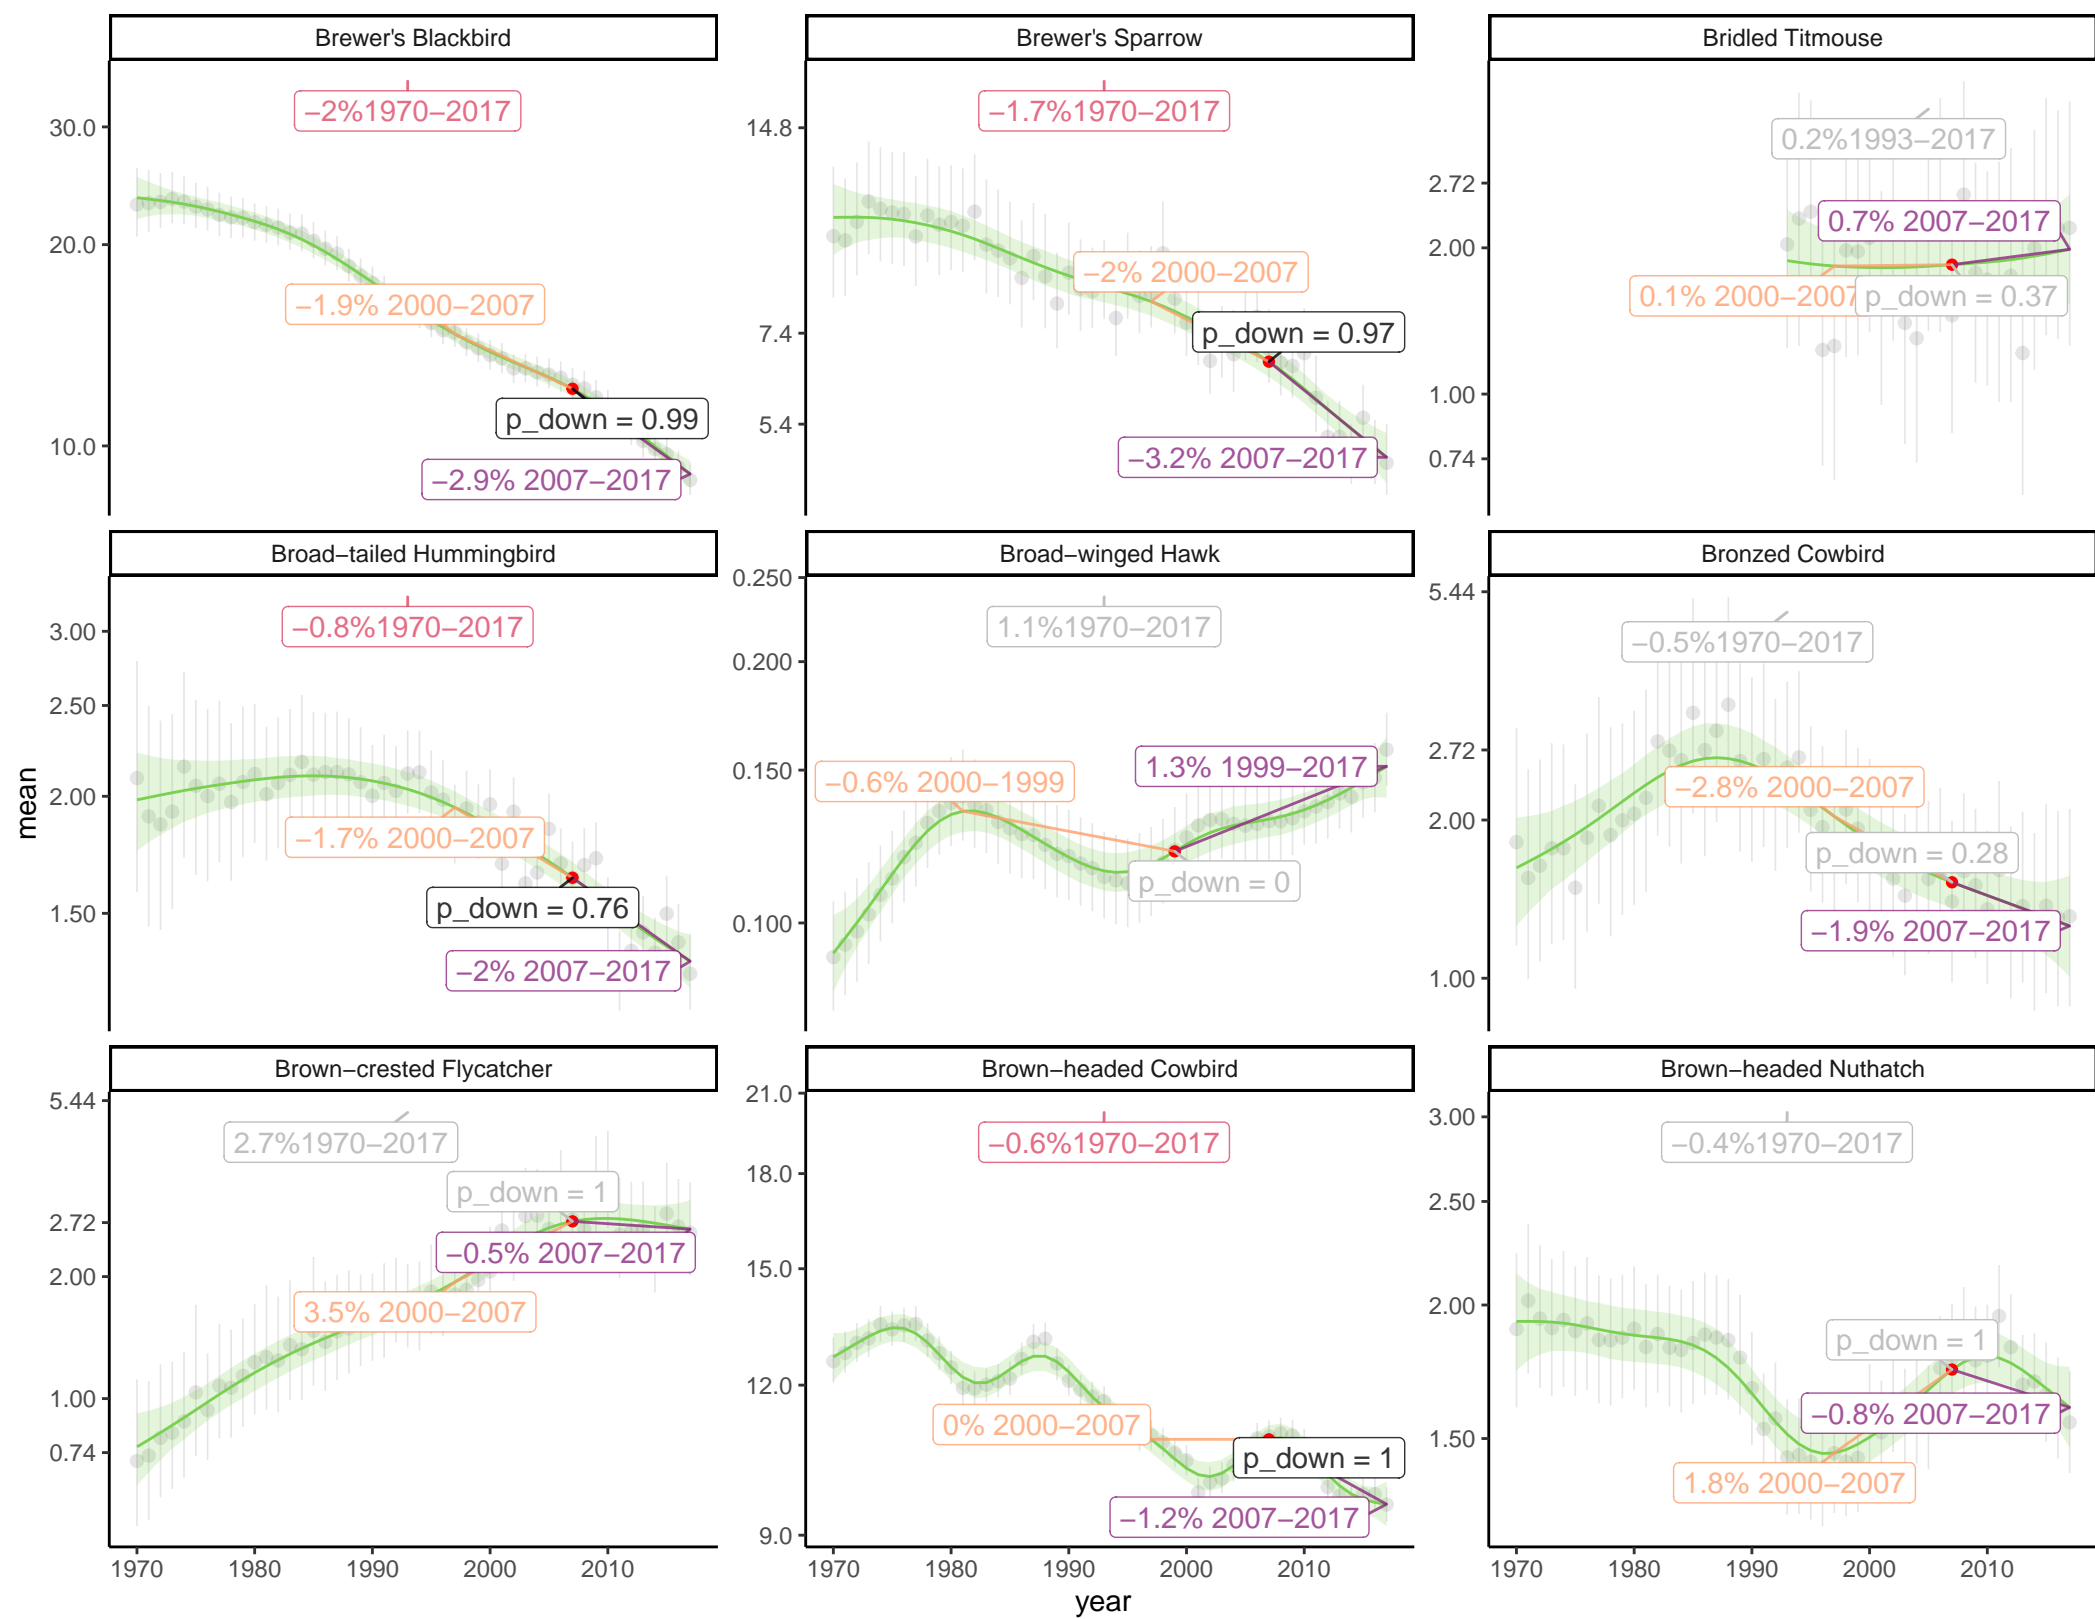 Brewer's Blackbird
Brewer's Sparrow
Bridled Titmouse
30.0
20.0
10.0
−2%1970−2017
−1.9% 2000−2007
p_down = 0.99
−2.9% 2007−2017
14.8
7.4
5.4
−1.7%1970−2017
−2% 2000−2007
p_down = 0.97
−3.2% 2007−2017
2.72
2.00
1.00
0.74
0.2%1993−2017
0.7% 2007−2017
0.1% 2000−2007
p_down = 0.37
Broad−tailed Hummingbird
Broad−winged Hawk
Bronzed Cowbird
mean
3.00
2.50
2.00
1.50
−0.8%1970−2017
−1.7% 2000−2007
p_down = 0.76
−2% 2007−2017
0.250
0.200
0.150
0.100
1.1%1970−2017
−0.6% 2000−1999
1.3% 1999−2017
p_down = 0
5.44
2.72
2.00
1.00
−0.5%1970−2017
−2.8% 2000−2007
p_down = 0.28
−1.9% 2007−2017
Brown−crested Flycatcher
Brown−headed Cowbird
Brown−headed Nuthatch
5.44
2.72
2.00
1.00
0.74
2.7%1970−2017
p_down = 1
−0.5% 2007−2017
3.5% 2000−2007
21.0
18.0
15.0
12.0
9.0
−0.6%1970−2017
0% 2000−2007
p_down = 1
−1.2% 2007−2017
3.00
2.50
2.00
1.50
−0.4%1970−2017
p_down = 1
−0.8% 2007−2017
1.8% 2000−2007
1970 1980 1990 2000 2010
1970 1980 1990 2000 2010
1970 1980 1990 2000 2010
year